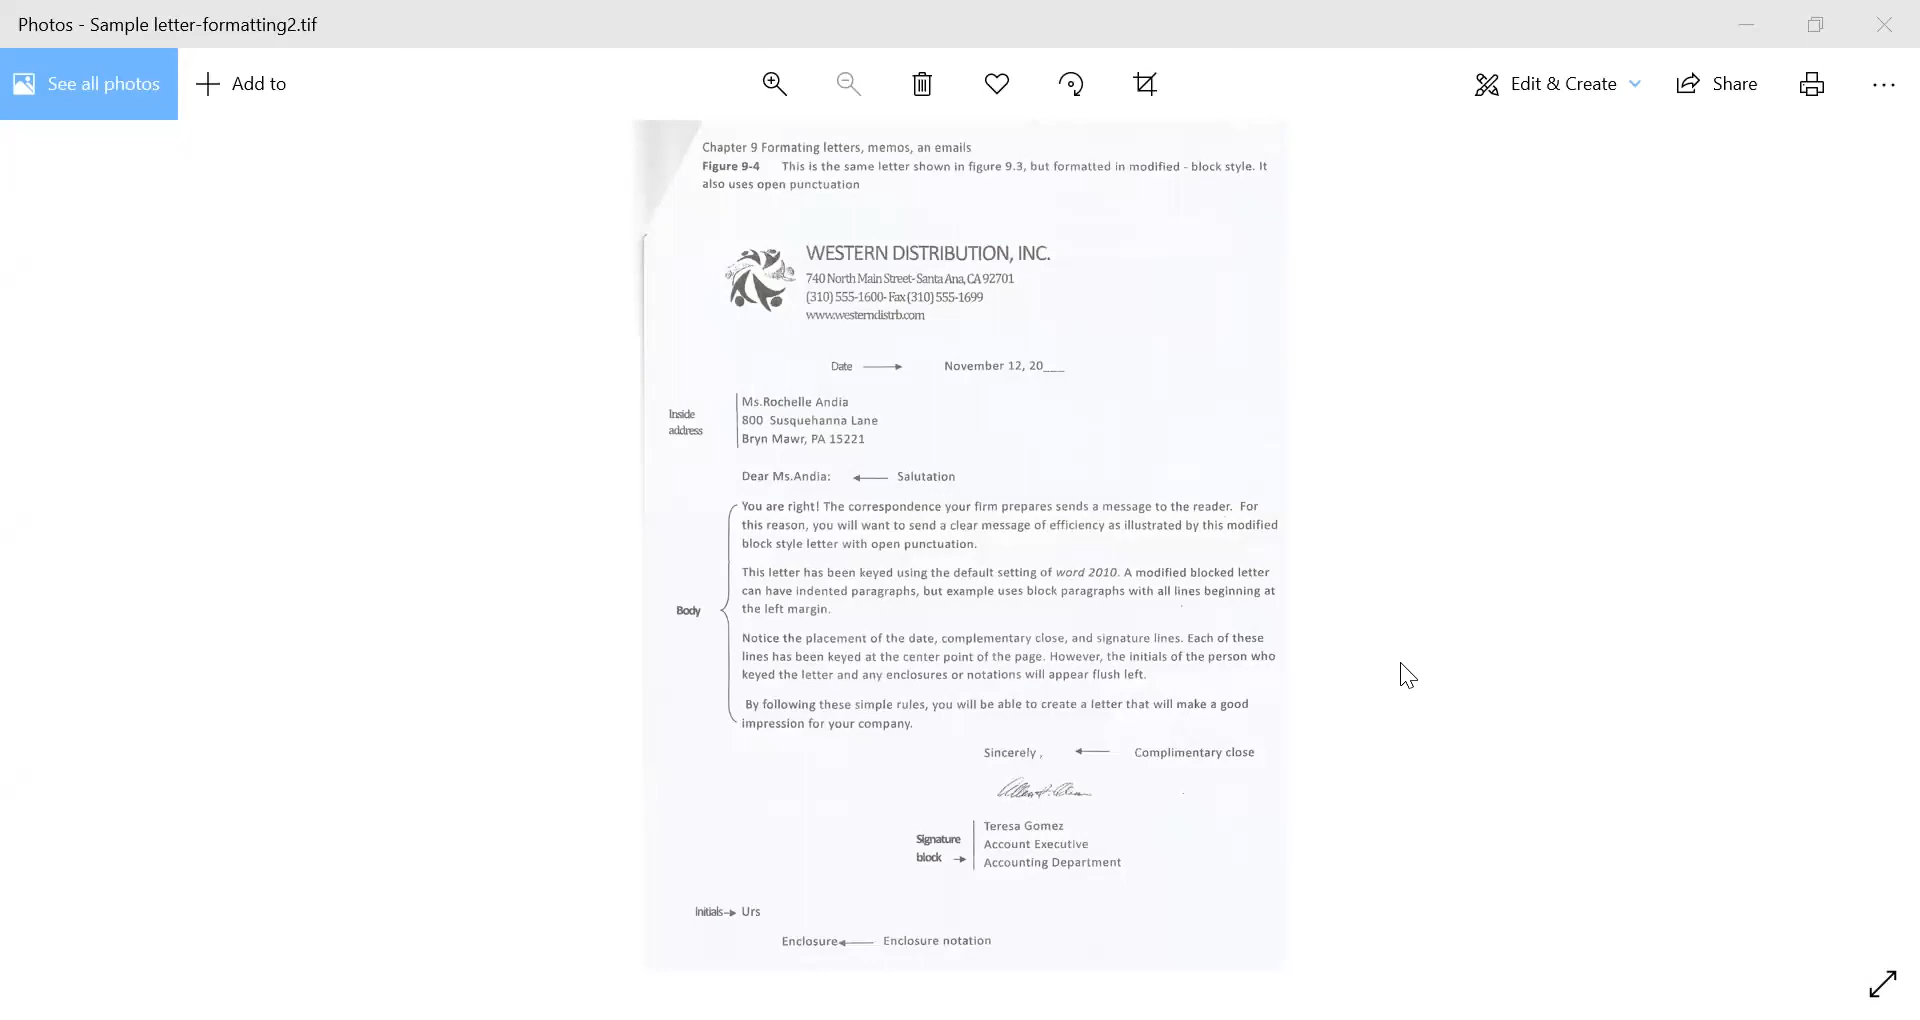 Photos - Sample letter-formatting2.tif
See all photos
Add to
Edit & Create
Share
Chapter 9 Formating letters, memos, an emails
Figure 9-4 This is the same letter shown in figure 9.3, but formatted in modified - block style. It
also uses open punctuation
WESTERN DISTRIBUTION, INC.
740 North Main Street- Santa Ana, CA 92701
(310) 555-1600- Fax (310) 555-1699
www.westerndistrb.com
Date November 12, 20___
Inside
address
Ms.Rochelle Andia
800 Susquehanna Lane
Bryn Mawr, PA 15221
Dear Ms.Andia: Salutation
You are right! The correspondence your firm prepares sends a message to the reader. For
this reason, you will want to send a clear message of efficiency as illustrated by this modified
block style letter with open punctuation.
This letter has been keyed using the default setting of word 2010. A modified blocked letter
can have indented paragraphs, but example uses block paragraphs with all lines beginning at
the left margin.
Body
Notice the placement of the date, complementary close, and signature lines. Each of these
lines has been keyed at the center point of the page. However, the initials of the person who
keyed the letter and any enclosures or notations will appear flush left.
By following these simple rules, you will be able to create a letter that will make a good
impression for your company.
Sincerely , Complimentary close
Signature
block
Teresa Gomez
Account Executive
Accounting Department
Initials Urs
Enclosure Enclosure notation